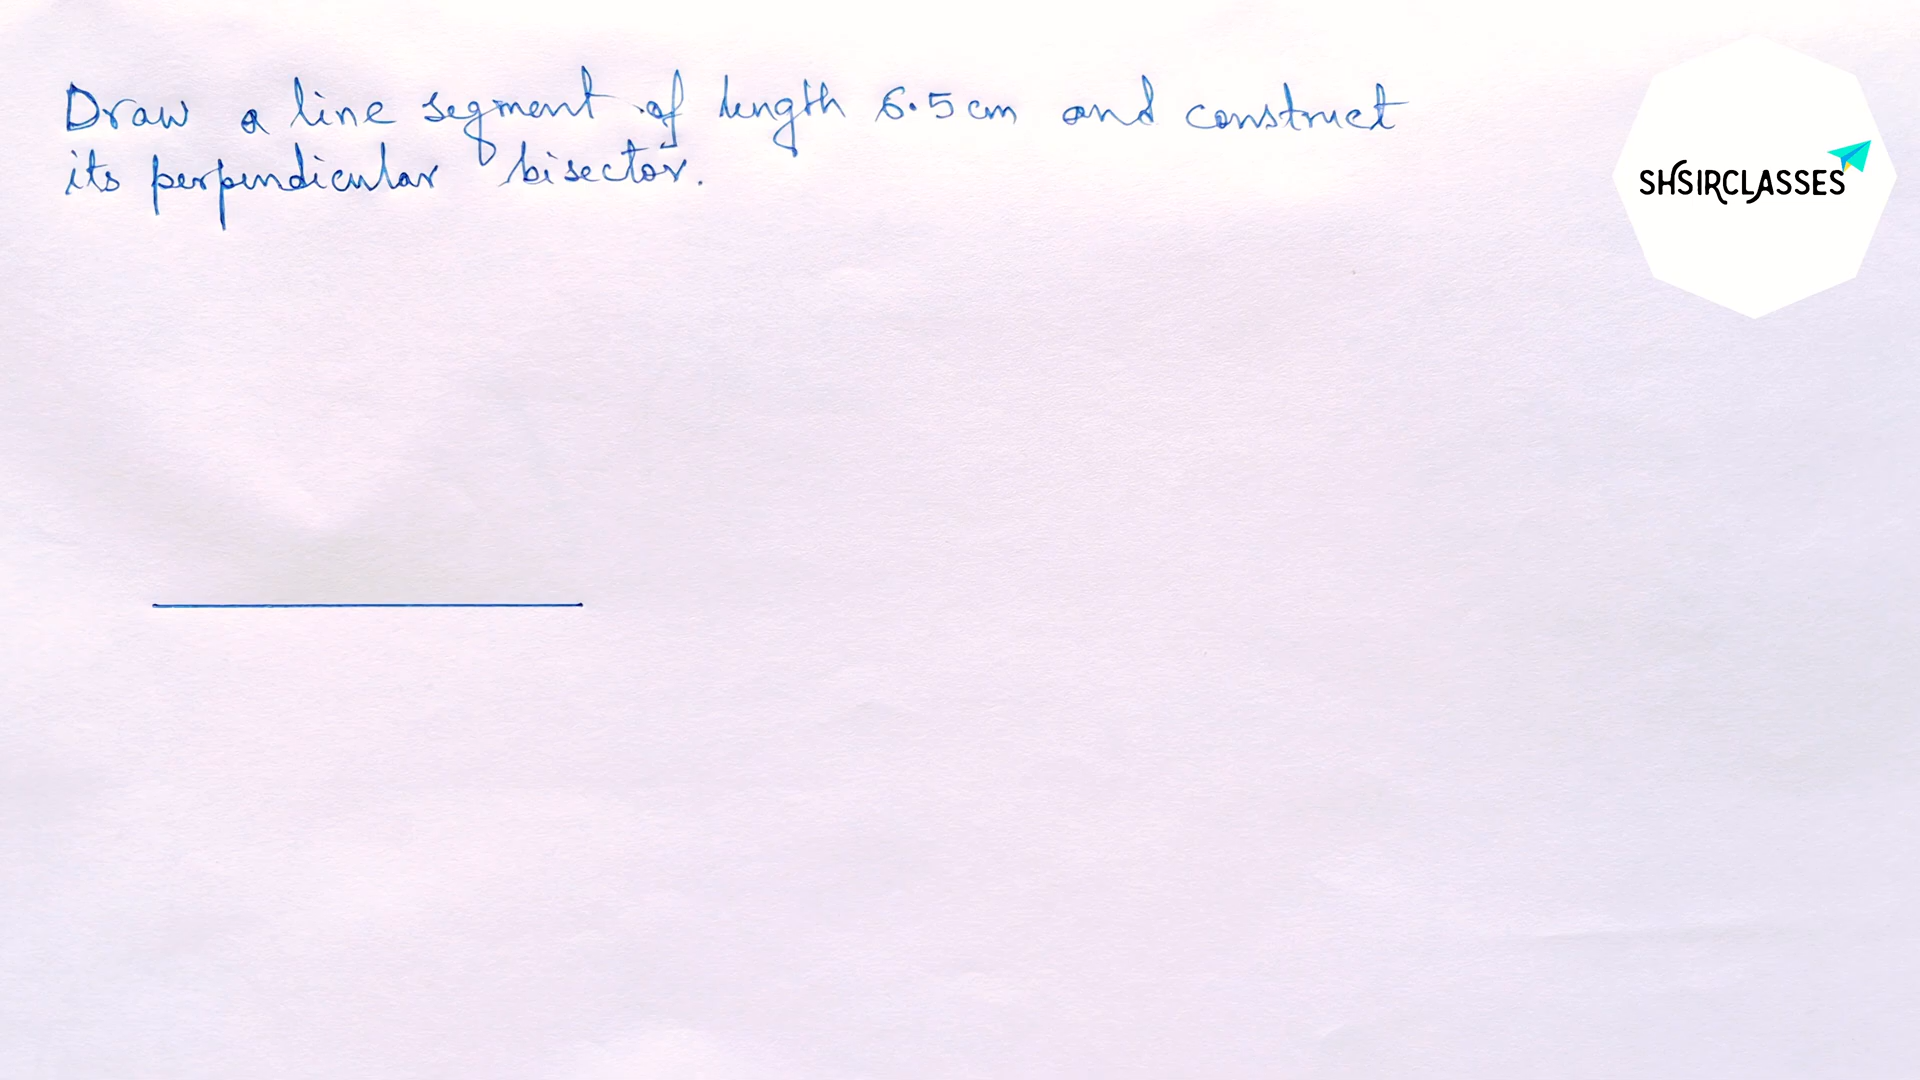 Draw a line segment of length 6.5 cm and construct
its perpendicular bisector.
SHSIRCLASSES